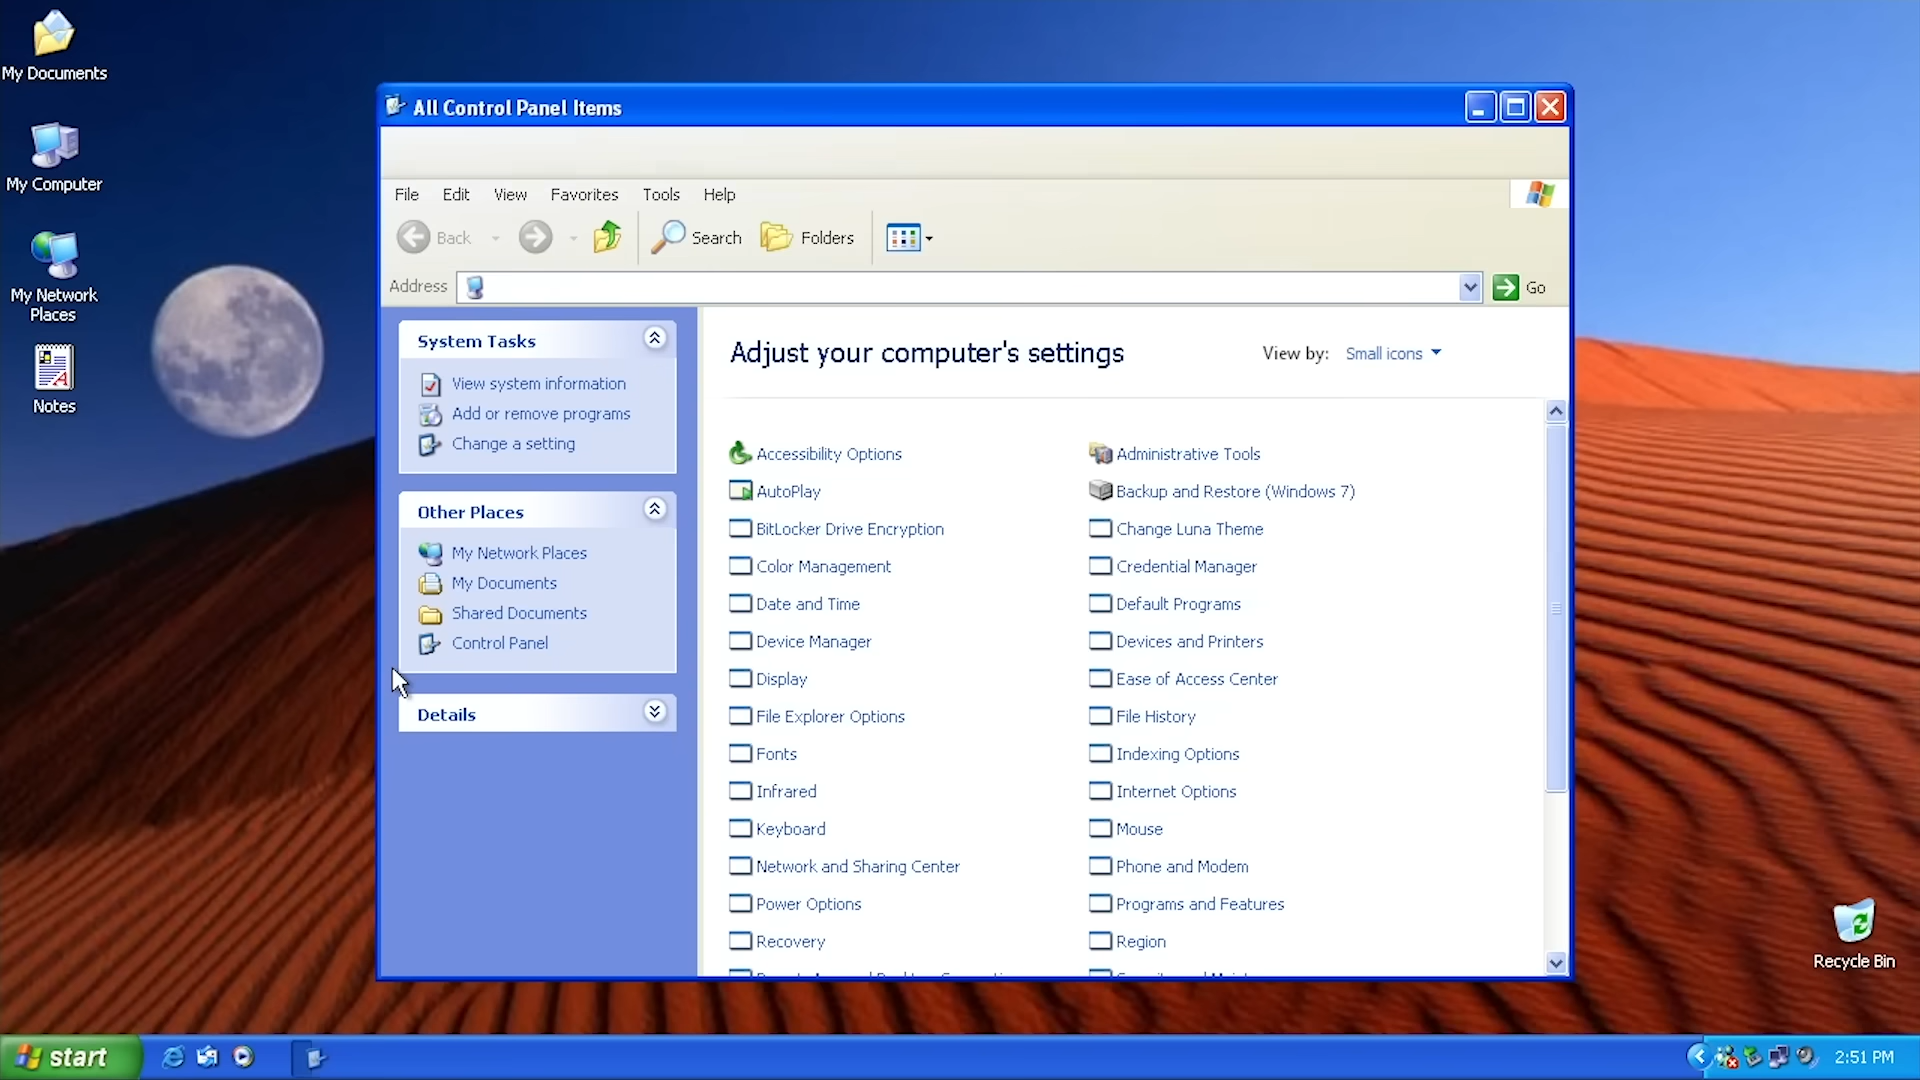 My Documents
My Computer
My Network
Places
Notes
All Control Panel Items
File Edit View Favorites Tools Help
Back Search Folders
Address Go
System Tasks
View system information
Add or remove programs
Change a setting
Other Places
My Network Places
My Documents
Shared Documents
Control Panel
Details
Adjust your computer's settings
View by: Small icons
Accessibility Options Administrative Tools
AutoPlay Backup and Restore (Windows 7)
BitLocker Drive Encryption Change Luna Theme
Color Management Credential Manager
Date and Time Default Programs
Device Manager Devices and Printers
Display Ease of Access Center
File Explorer Options File History
Fonts Indexing Options
Infrared Internet Options
Keyboard Mouse
Network and Sharing Center Phone and Modem
Power Options Programs and Features
Recovery Region
Recycle Bin
start
2:51 PM